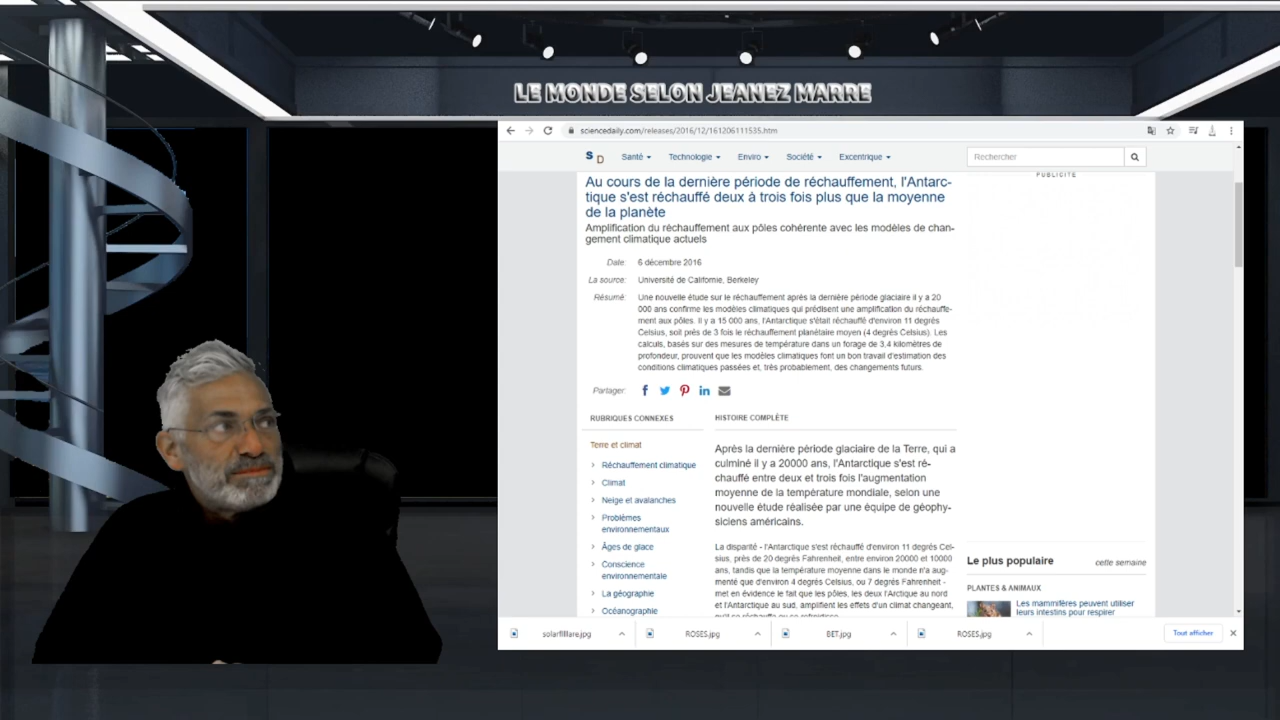 LE MONDE SELON JEANEZ MARRE
sciencedaily.com/releases/2016/12/161206111535.htm
S D
Santé
Technologie
Enviro
Société
Excentrique
Rechercher
Au cours de la dernière période de réchauffement, l'Antarc-
tique s'est réchauffé deux à trois fois plus que la moyenne
de la planète
Amplification du réchauffement aux pôles cohérente avec les modèles de chan-
gement climatique actuels
Date: 6 décembre 2016
La source: Université de Californie, Berkeley
Résumé: Une nouvelle étude sur le réchauffement après la dernière période glaciaire il y a 20
000 ans confirme les modèles climatiques qui prédisent une amplification du réchauffe-
ment aux pôles. Il y a 15 000 ans, l'Antarctique s'était réchauffé d'environ 11 degrés
Celsius, soit près de 3 fois le réchauffement planétaire moyen (4 degrés Celsius). Les
calculs, basés sur des mesures de température dans un forage de 3,4 kilomètres de
profondeur, prouvent que les modèles climatiques font un bon travail d'estimation des
conditions climatiques passées et, très probablement, des changements futurs.
Partager:
PUBLICITÉ
RUBRIQUES CONNEXES
Terre et climat
Réchauffement climatique
Climat
Neige et avalanches
Problèmes
environnementaux
Âges de glace
Conscience
environnementale
La géographie
Océanographie
HISTOIRE COMPLÈTE
Après la dernière période glaciaire de la Terre, qui a
culminé il y a 20000 ans, l'Antarctique s'est ré-
chauffé entre deux et trois fois l'augmentation
moyenne de la température mondiale, selon une
nouvelle étude réalisée par une équipe de géophy-
siciens américains.
La disparité - l'Antarctique s'est réchauffé d'environ 11 degrés Cel-
sius, près de 20 degrés Fahrenheit, entre environ 20000 et 10000
ans, tandis que la température moyenne dans le monde n'a aug-
menté que d'environ 4 degrés Celsius, ou 7 degrés Fahrenheit -
met en évidence le fait que les pôles, les deux l'Arctique au nord
et l'Antarctique au sud, amplifient les effets d'un climat changeant,
qu'il se réchauffe ou se refroidisse.
Le plus populaire
cette semaine
PLANTES & ANIMAUX
Les mammifères peuvent utiliser
leurs intestins pour respirer
solarflllare.jpg
ROSES.jpg
BET.jpg
ROSES.jpg
Tout afficher